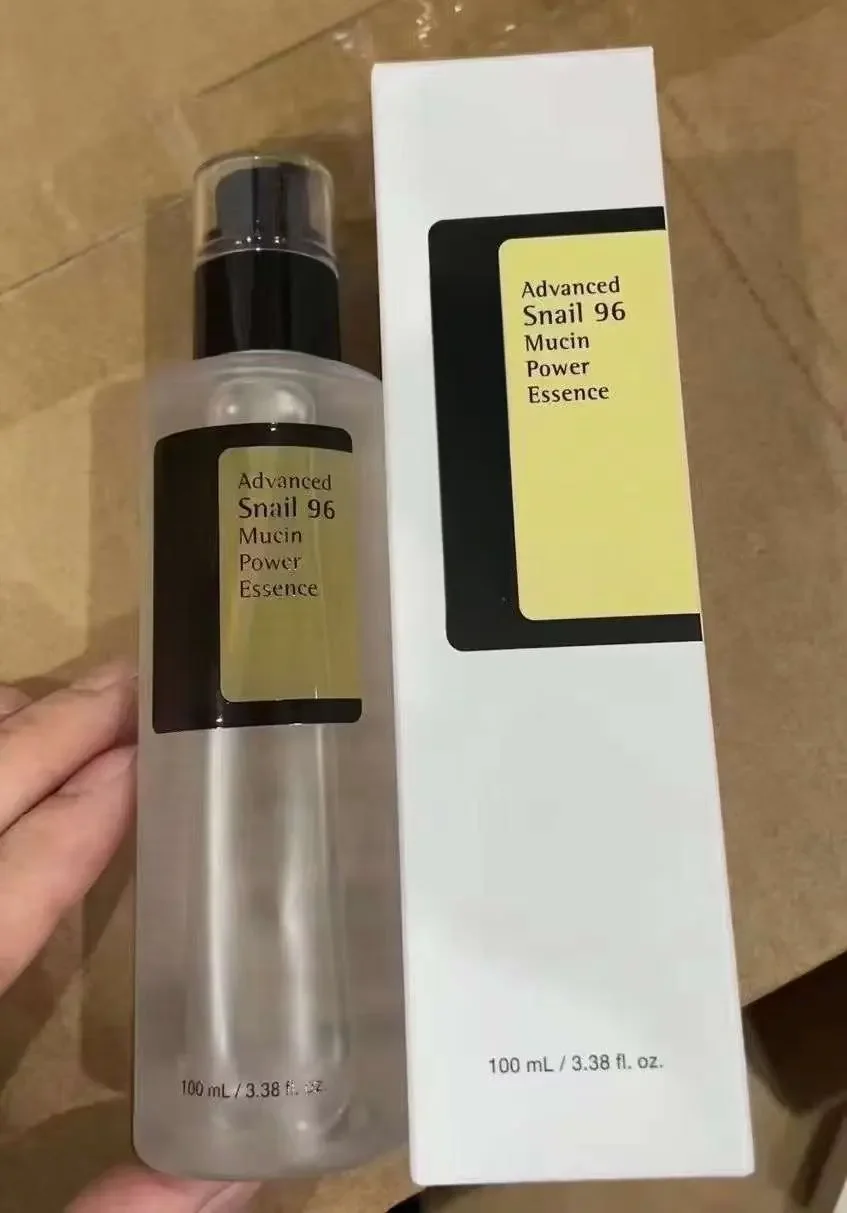 Advanced
Snail 96
Mucin
Power
Essence
100 mL / 3.38 fl. oz.
Advanced
Snail 96
Mucin
Power
Essence
100 mL / 3.38 fl. oz.